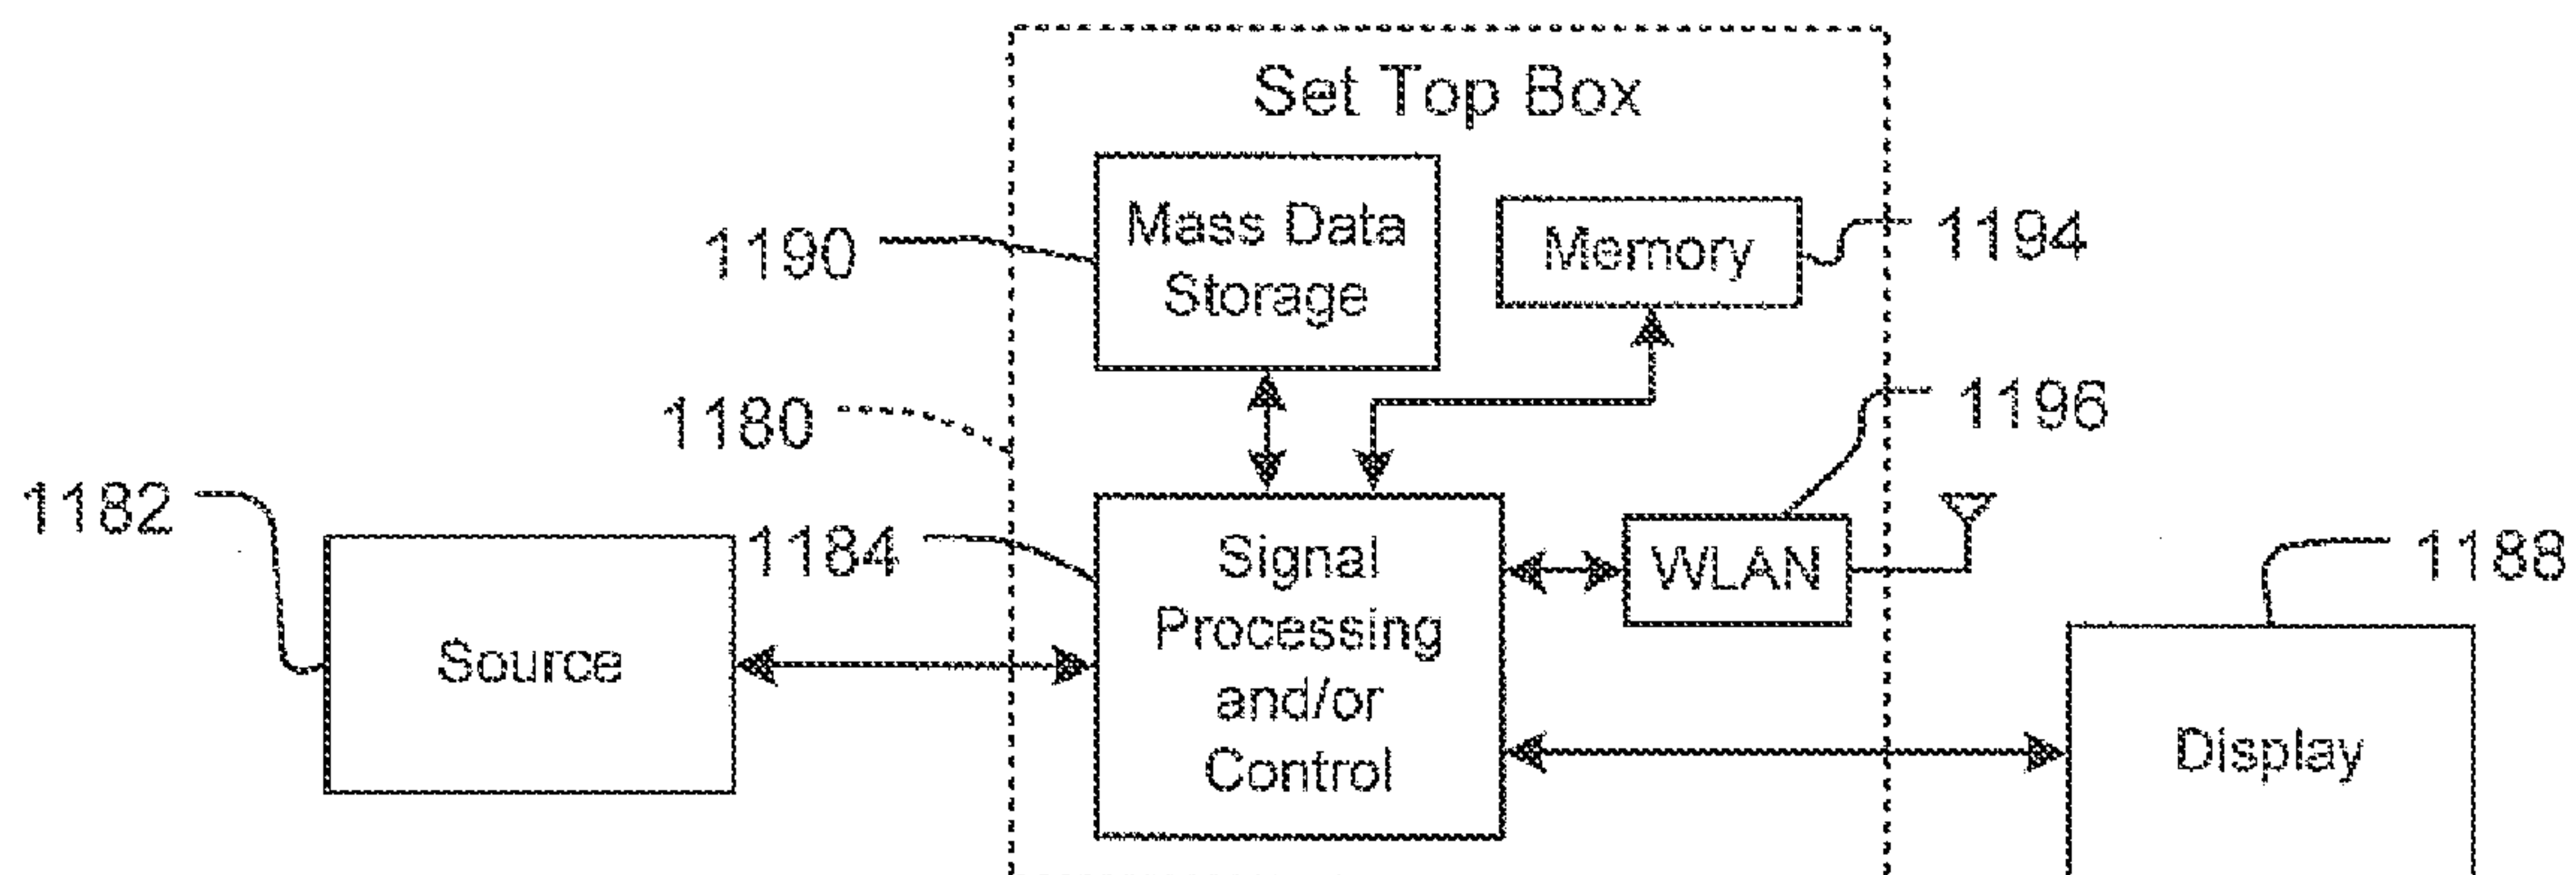 Set Top Box
Mass Data
Storage
Memory
1190
1194
1180
1196
1182
1184
Signal
Processing
and/or
Control
WLAN
1188
Source
Display